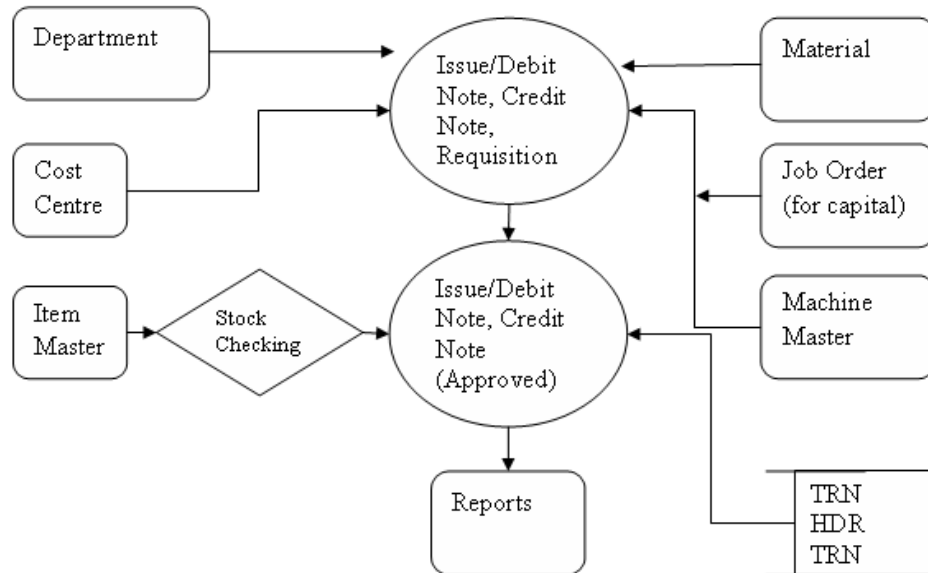 Department
Issue/Debit
Note, Credit
Note,
Requisition
Material
Cost
Centre
Job Order
(for capital)
Item
Master
Stock
Checking
Issue/Debit
Note, Credit
Note
(Approved)
Machine
Master
Reports
TRN
HDR
TRN